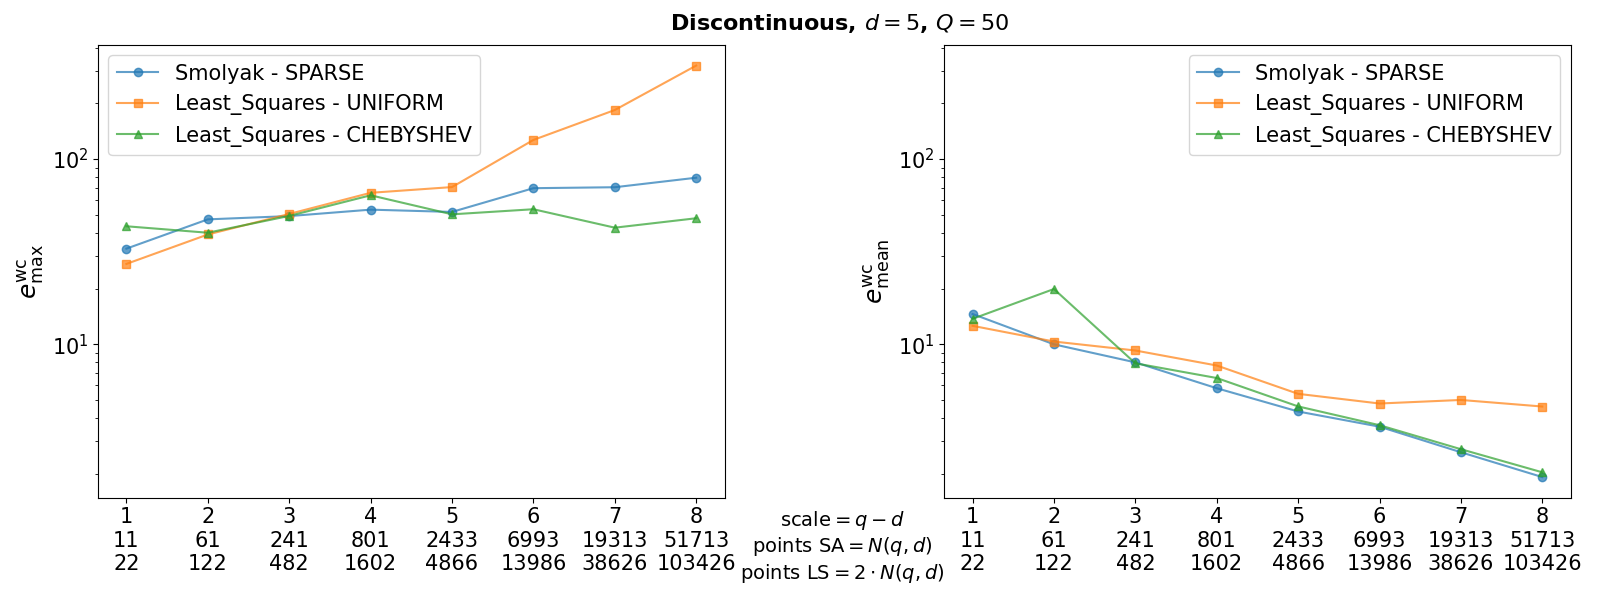 Discontinuous, d = 5, Q = 50
Smolyak - SPARSE
Least_Squares - UNIFORM
Least_Squares - CHEBYSHEV
10²
10¹
e^wc_max
1 2 3 4 5 6 7 8
11 61 241 801 2433 6993 19313 51713
22 122 482 1602 4866 13986 38626 103426
scale = q − d
points SA = N(q, d)
points LS = 2 · N(q, d)
Smolyak - SPARSE
Least_Squares - UNIFORM
Least_Squares - CHEBYSHEV
10²
10¹
e^wc_mean
1 2 3 4 5 6 7 8
11 61 241 801 2433 6993 19313 51713
22 122 482 1602 4866 13986 38626 103426